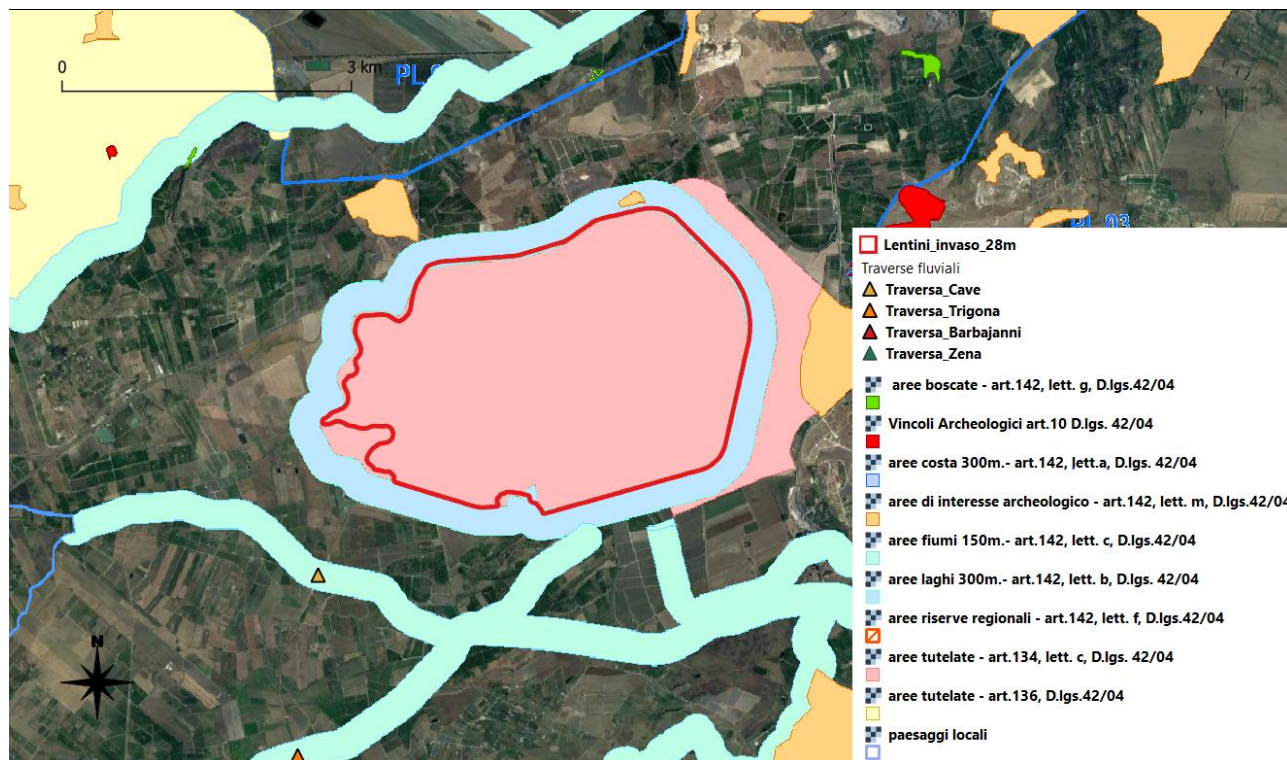 0
3 km
PL
PL 03
N
Lentini_invaso_28m
Traverse fluviali
Traversa_Cave
Traversa_Trigona
Traversa_Barbajanni
Traversa_Zena
aree boscate - art.142, lett. g, D.lgs.42/04
Vincoli Archeologici art.10 D.lgs. 42/04
aree costa 300m.- art.142, lett.a, D.lgs. 42/04
aree di interesse archeologico - art.142, lett. m, D.lgs.42/04
aree fiumi 150m.- art.142, lett. c, D.lgs.42/04
aree laghi 300m.- art.142, lett. b, D.lgs. 42/04
aree riserve regionali - art.142, lett. f, D.lgs.42/04
aree tutelate - art.134, lett. c, D.lgs. 42/04
aree tutelate - art.136, D.lgs.42/04
paesaggi locali